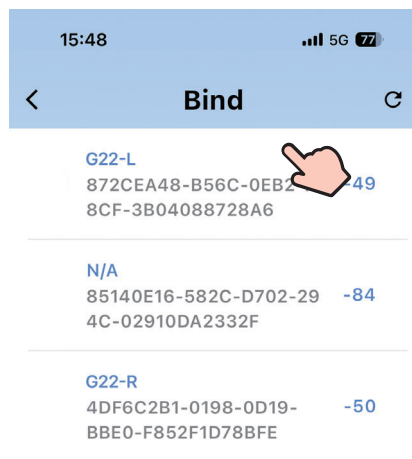 15:48 5G 77
Bind
G22-L
872CEA48-B56C-0EB2 -49
8CF-3B04088728A6
N/A
85140E16-582C-D702-29 -84
4C-02910DA2332F
G22-R
4DF6C2B1-0198-0D19- -50
BBE0-F852F1D78BFE